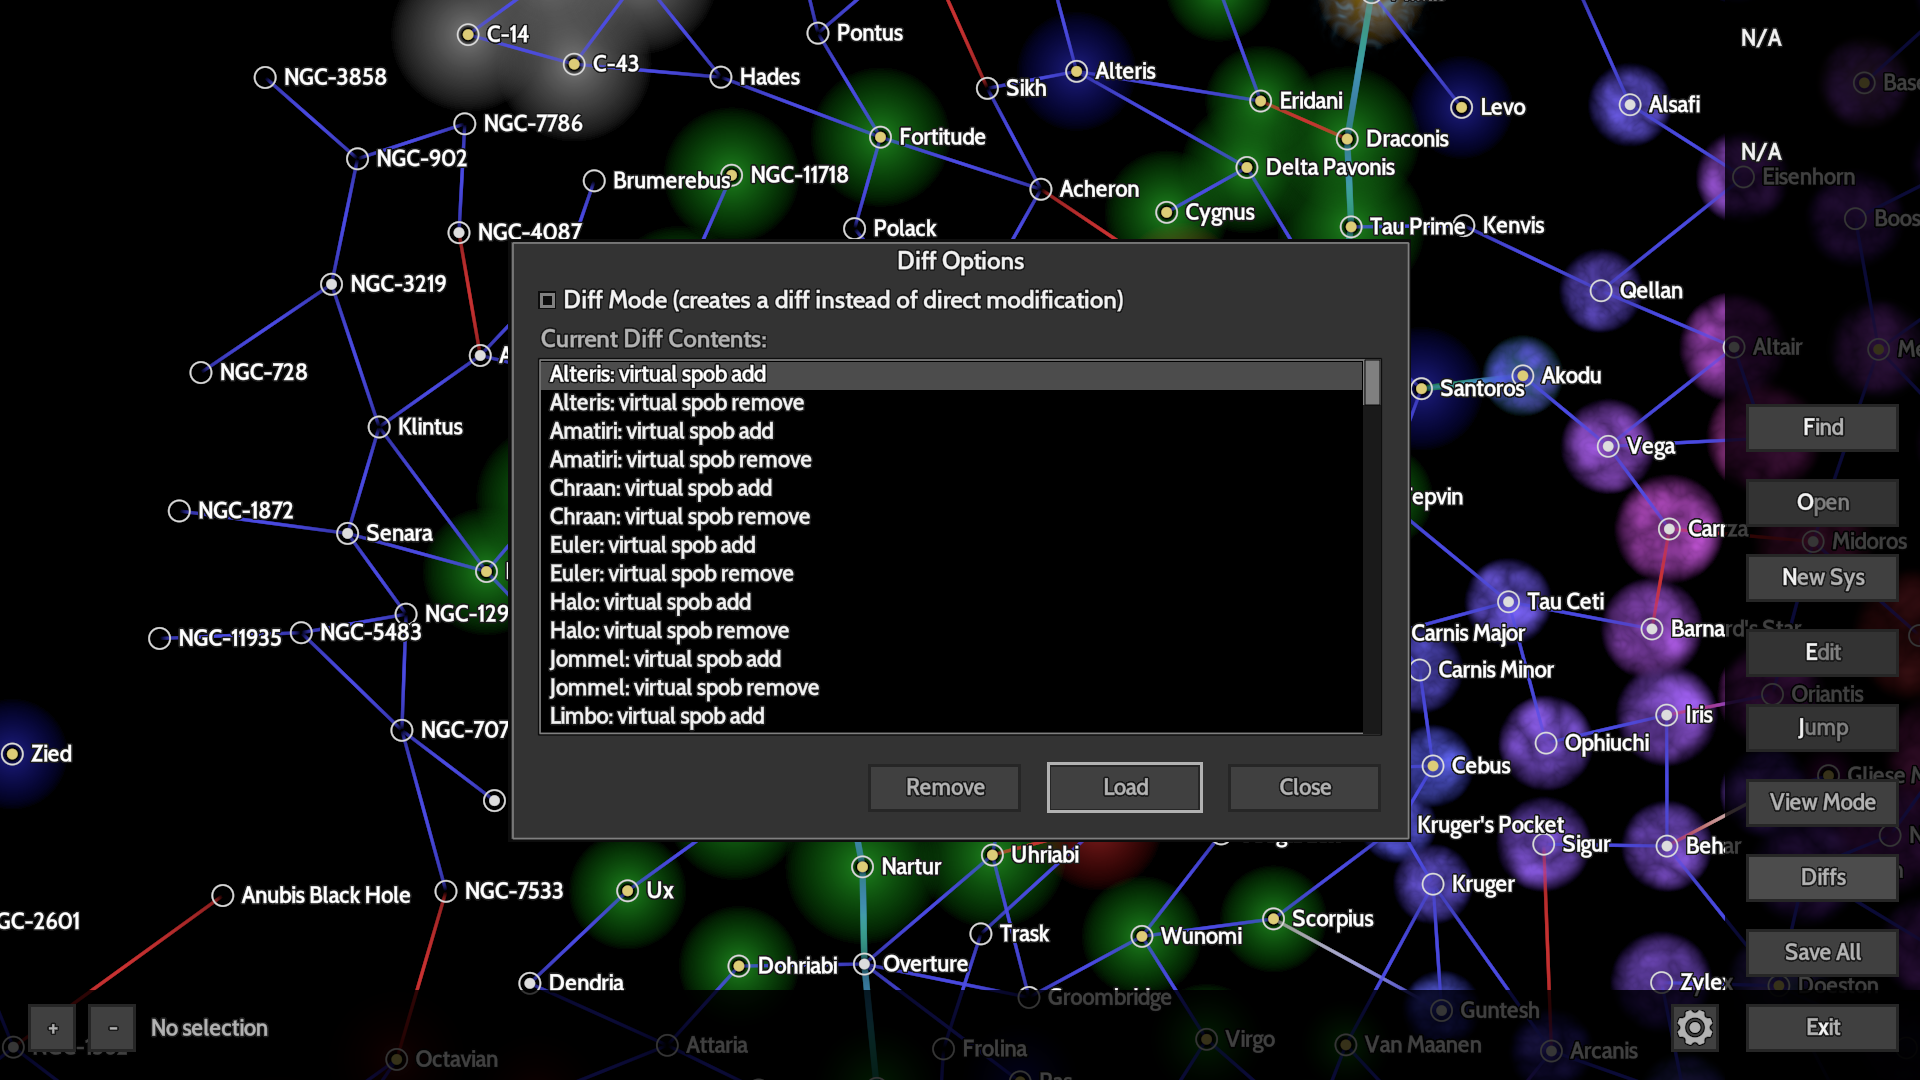 C-14
Pontus
N/A
C-43
Alteris
NGC-3858
Hades
Sikh
Eridani
Levo
Alsafi
NGC-7786
Fortitude
Draconis
NGC-902
N/A
Delta Pavonis
Brumerebus
NGC-11718
Acheron
Eisenhorn
Cygnus
NGC-4087
Polack
Tau Prime
Kenvis
Diff Options
NGC-3219
Qellan
Diff Mode (creates a diff instead of direct modification)
Current Diff Contents:
Altair
NGC-728
Alteris: virtual spob add
Akodu
Santoros
Alteris: virtual spob remove
Klintus
Amatiri: virtual spob add
Find
Vega
Amatiri: virtual spob remove
Chraan: virtual spob add
Open
NGC-1872
Chraan: virtual spob remove
Senara
Euler: virtual spob add
Midoros
Euler: virtual spob remove
New Sys
Halo: virtual spob add
Tau Ceti
NGC-129
NGC-11935
NGC-5483
Halo: virtual spob remove
Carnis Major
Barnard's Star
Jommel: virtual spob add
Edit
Carnis Minor
Jommel: virtual spob remove
Oriantis
Limbo: virtual spob add
Iris
NGC-707
Jump
Ophiuchi
Zied
Cebus
Remove
Load
Close
View Mode
Kruger's Pocket
Sigur
Uhriabi
Nartur
Diffs
Kruger
Ux
NGC-7533
Anubis Black Hole
GC-2601
Scorpius
Trask
Wunomi
Save All
Dohriabi
Overture
Dendria
Zylex
Doeston
Groombridge
Guntesh
+
-
No selection
Exit
Attaria
Frolina
Virgo
Van Maanen
Arcanis
Octavian